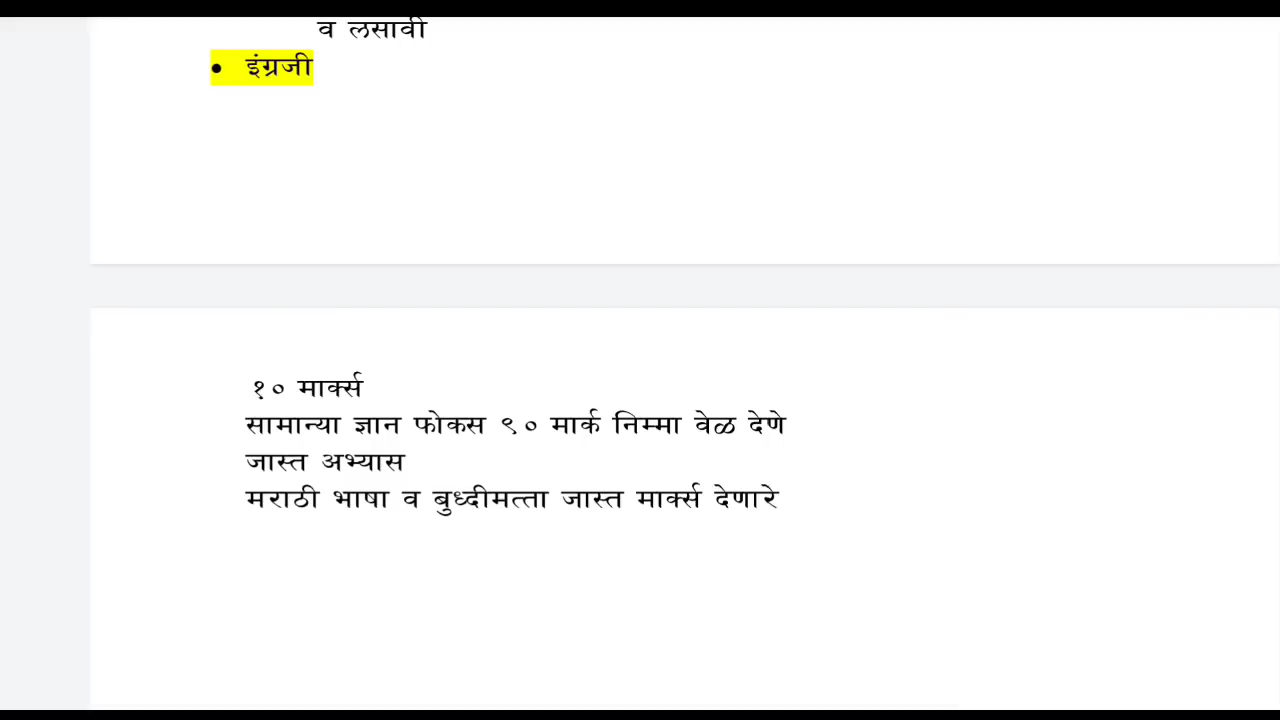 व लसावी
• इंग्रजी
१० मार्क्स
सामान्या ज्ञान फोकस ९० मार्क निम्मा वेळ देणे
जास्त अभ्यास
मराठी भाषा व बुध्दीमत्ता जास्त मार्क्स देणारे